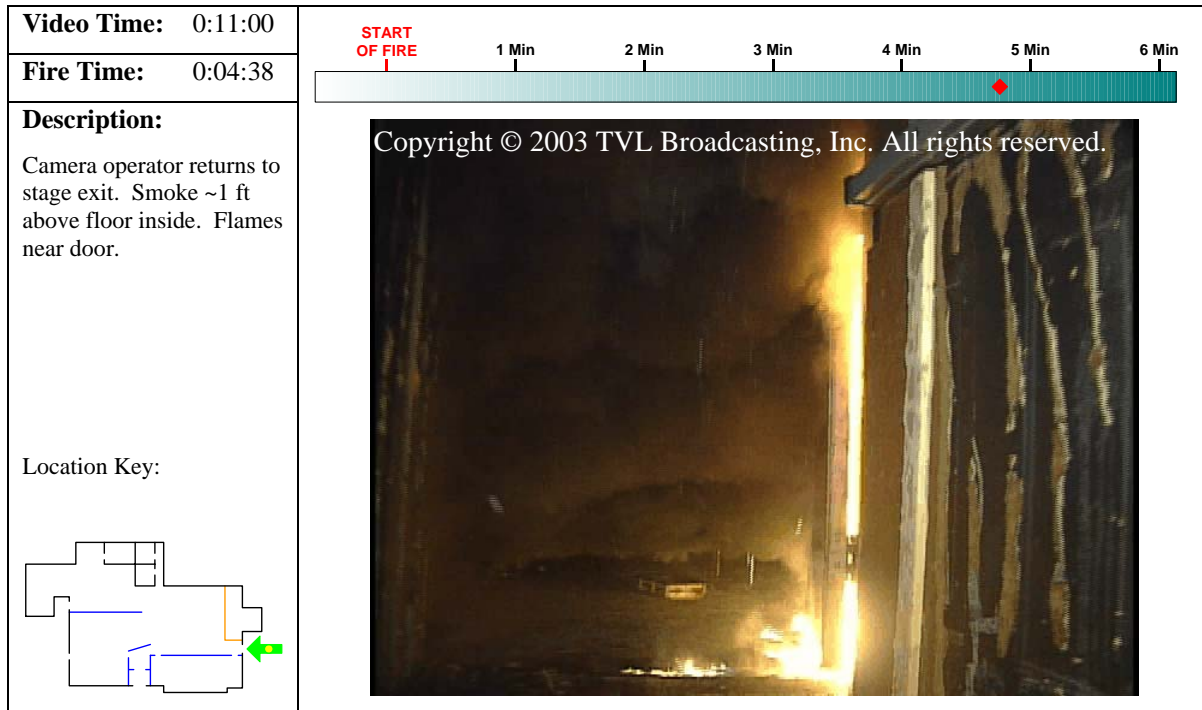 Video Time: 0:11:00
Fire Time: 0:04:38
Description:
Camera operator returns to
stage exit. Smoke ~1 ft
above floor inside. Flames
near door.
Location Key:
START
OF FIRE 1 Min 2 Min 3 Min 4 Min 5 Min 6 Min
Copyright © 2003 TVL Broadcasting, Inc. All rights reserved.